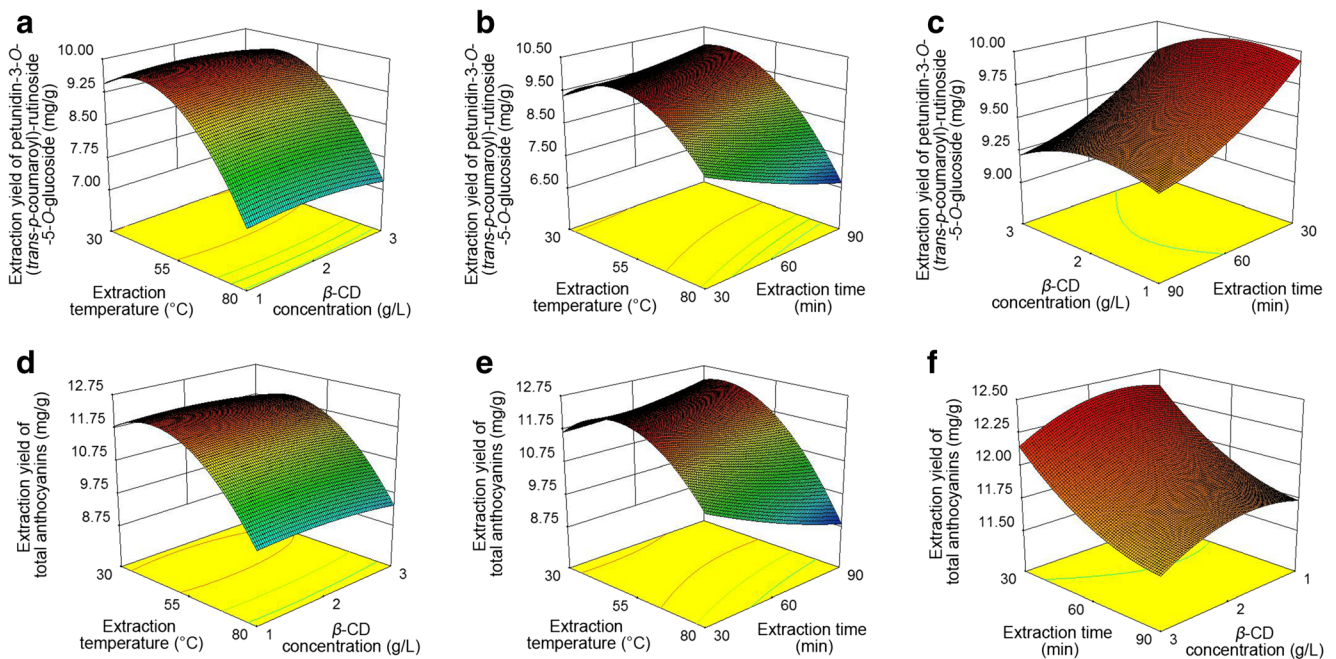 a
Extraction yield of petunidin-3-O-
(trans-p-coumaroyl)-rutinoside
-5-O-glucoside (mg/g)
10.00
9.25
8.50
7.75
7.00
30
55
80
1
2
3
Extraction
temperature (°C)
β-CD
concentration (g/L)
b
Extraction yield of petunidin-3-O-
(trans-p-coumaroyl)-rutinoside
-5-O-glucoside (mg/g)
10.50
9.50
8.50
7.50
6.50
30
55
80
30
60
90
Extraction
temperature (°C)
Extraction time
(min)
c
Extraction yield of petunidin-3-O-
(trans-p-coumaroyl)-rutinoside
-5-O-glucoside (mg/g)
10.00
9.75
9.50
9.25
9.00
3
2
1
90
60
30
β-CD
concentration (g/L)
Extraction time
(min)
d
Extraction yield of
total anthocyanins (mg/g)
12.75
11.75
10.75
9.75
8.75
30
55
80
1
2
3
Extraction
temperature (°C)
β-CD
concentration (g/L)
e
Extraction yield of
total anthocyanins (mg/g)
12.75
11.75
10.75
9.75
8.75
30
55
80
30
60
90
Extraction
temperature (°C)
Extraction time
(min)
f
Extraction yield of
total anthocyanins (mg/g)
12.50
12.25
12.00
11.75
11.50
30
60
90
3
2
1
Extraction time
(min)
β-CD
concentration (g/L)